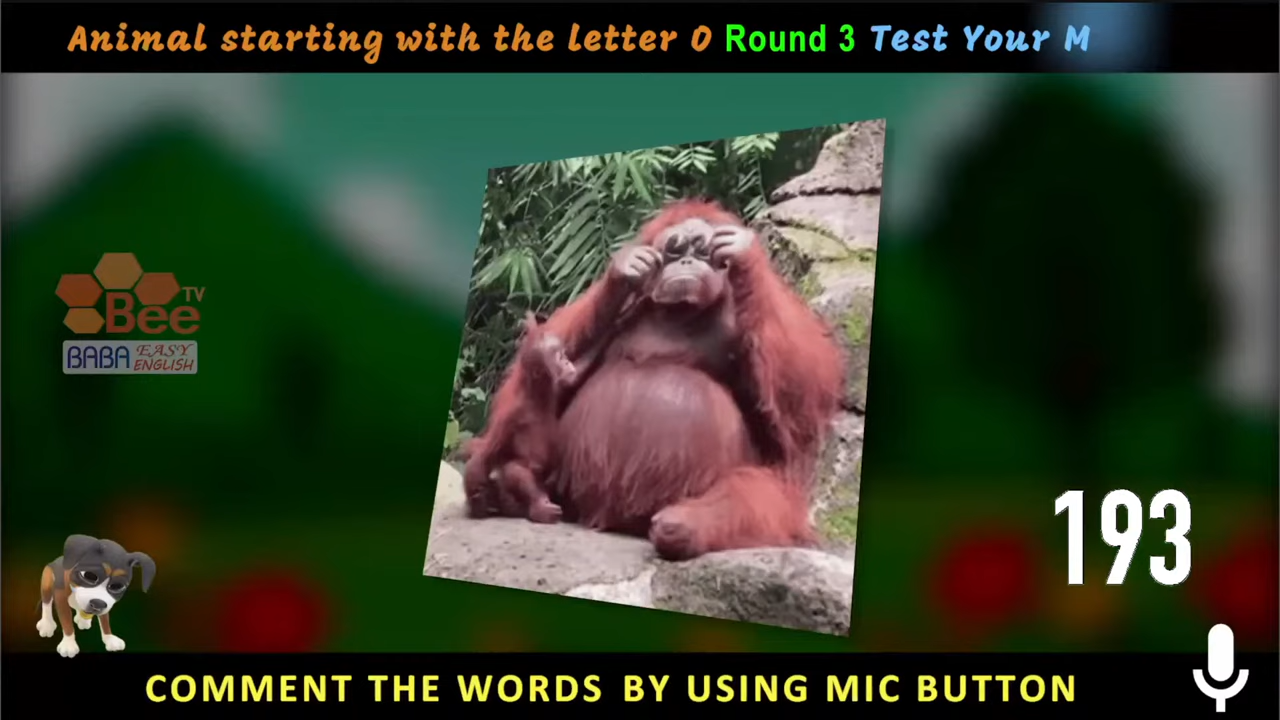 Animal starting with the letter O Round 3 Test Your M
Bee TV
BABA EASY ENGLISH
193
COMMENT THE WORDS BY USING MIC BUTTON